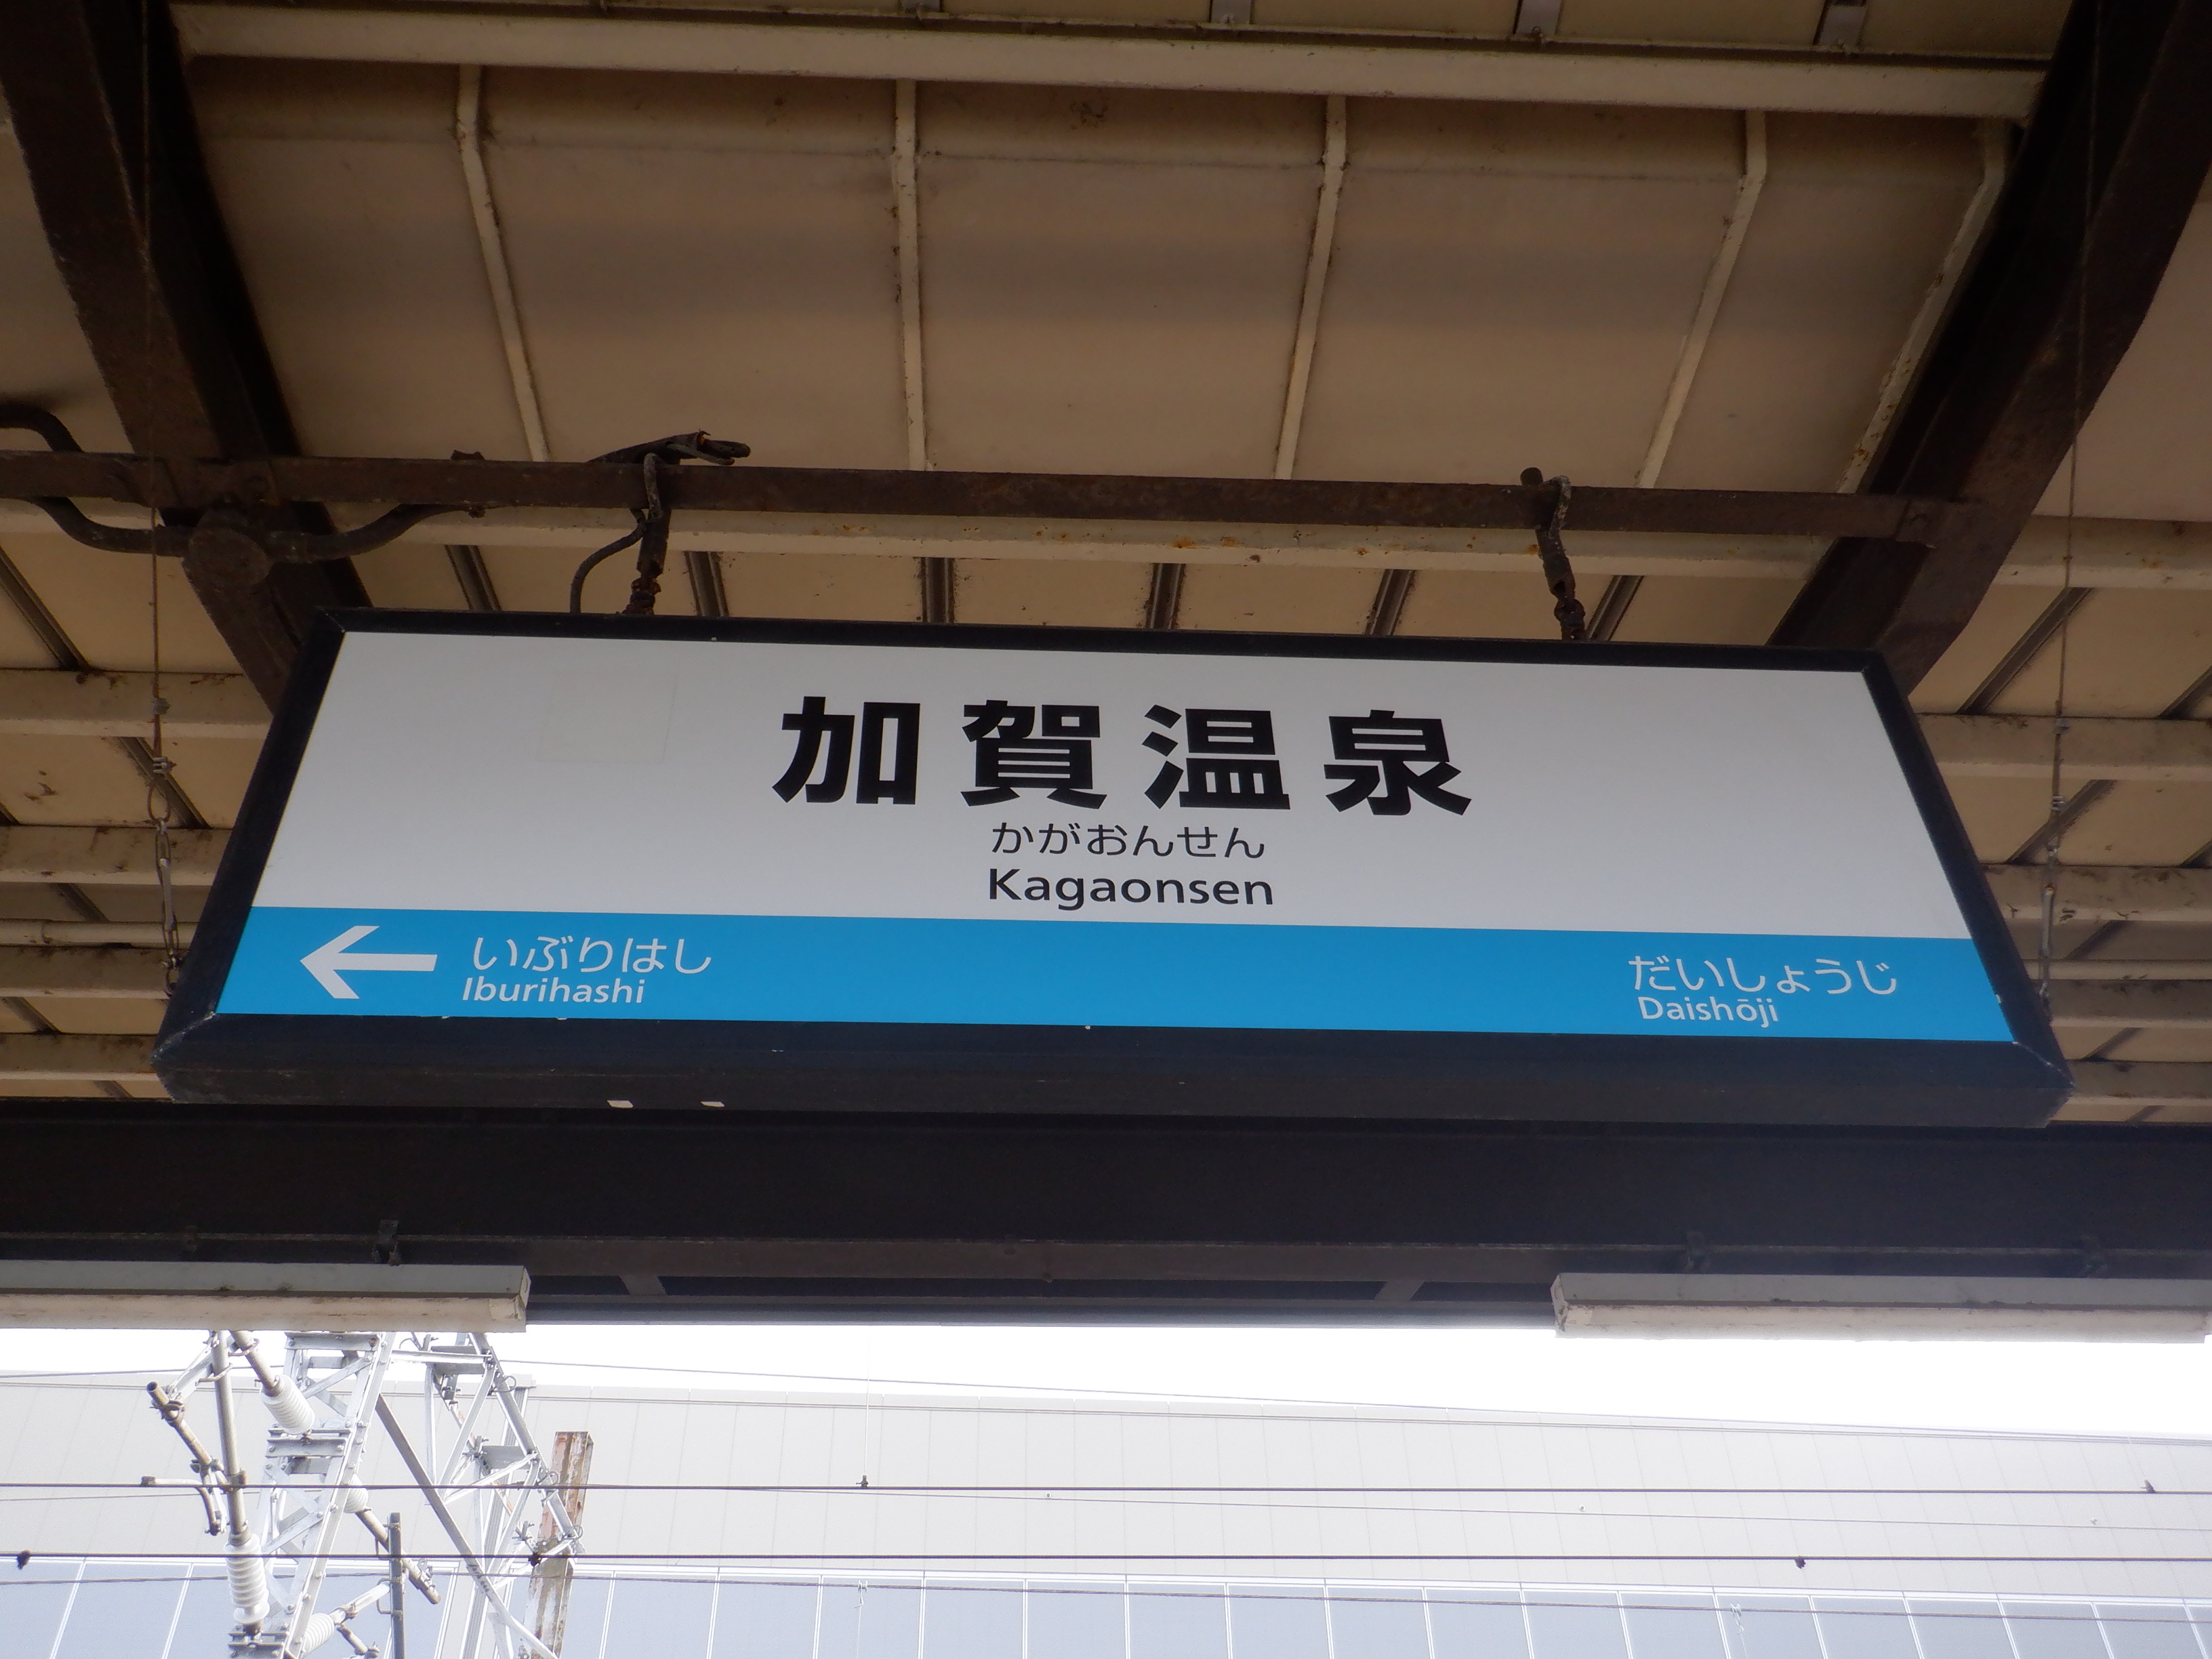 加賀温泉
かがおんせん
Kagaonsen
いぶりはし
Iburihashi
だいしょうじ
Daishōji